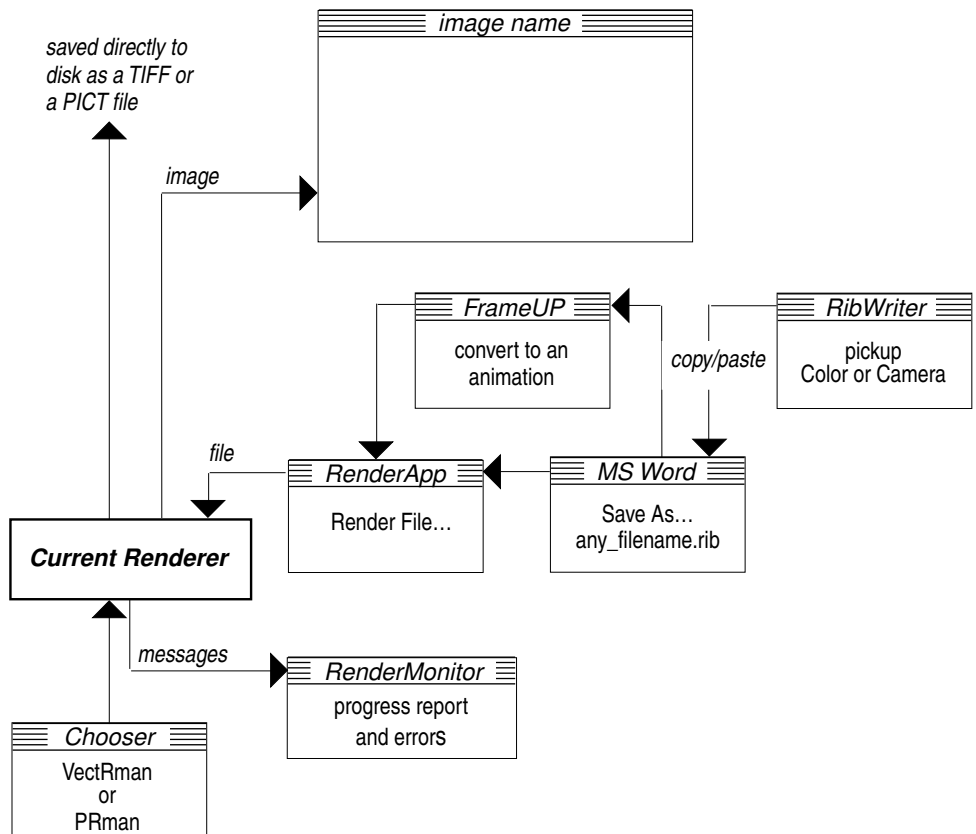 image name
saved directly to
disk as a TIFF or
a PICT file
image
FrameUP
convert to an
animation
copy/paste
RibWriter
pickup
Color or Camera
file
RenderApp
Render File…
MS Word
Save As…
any_filename.rib
Current Renderer
messages
RenderMonitor
progress report
and errors
Chooser
VectRman
or
PRman